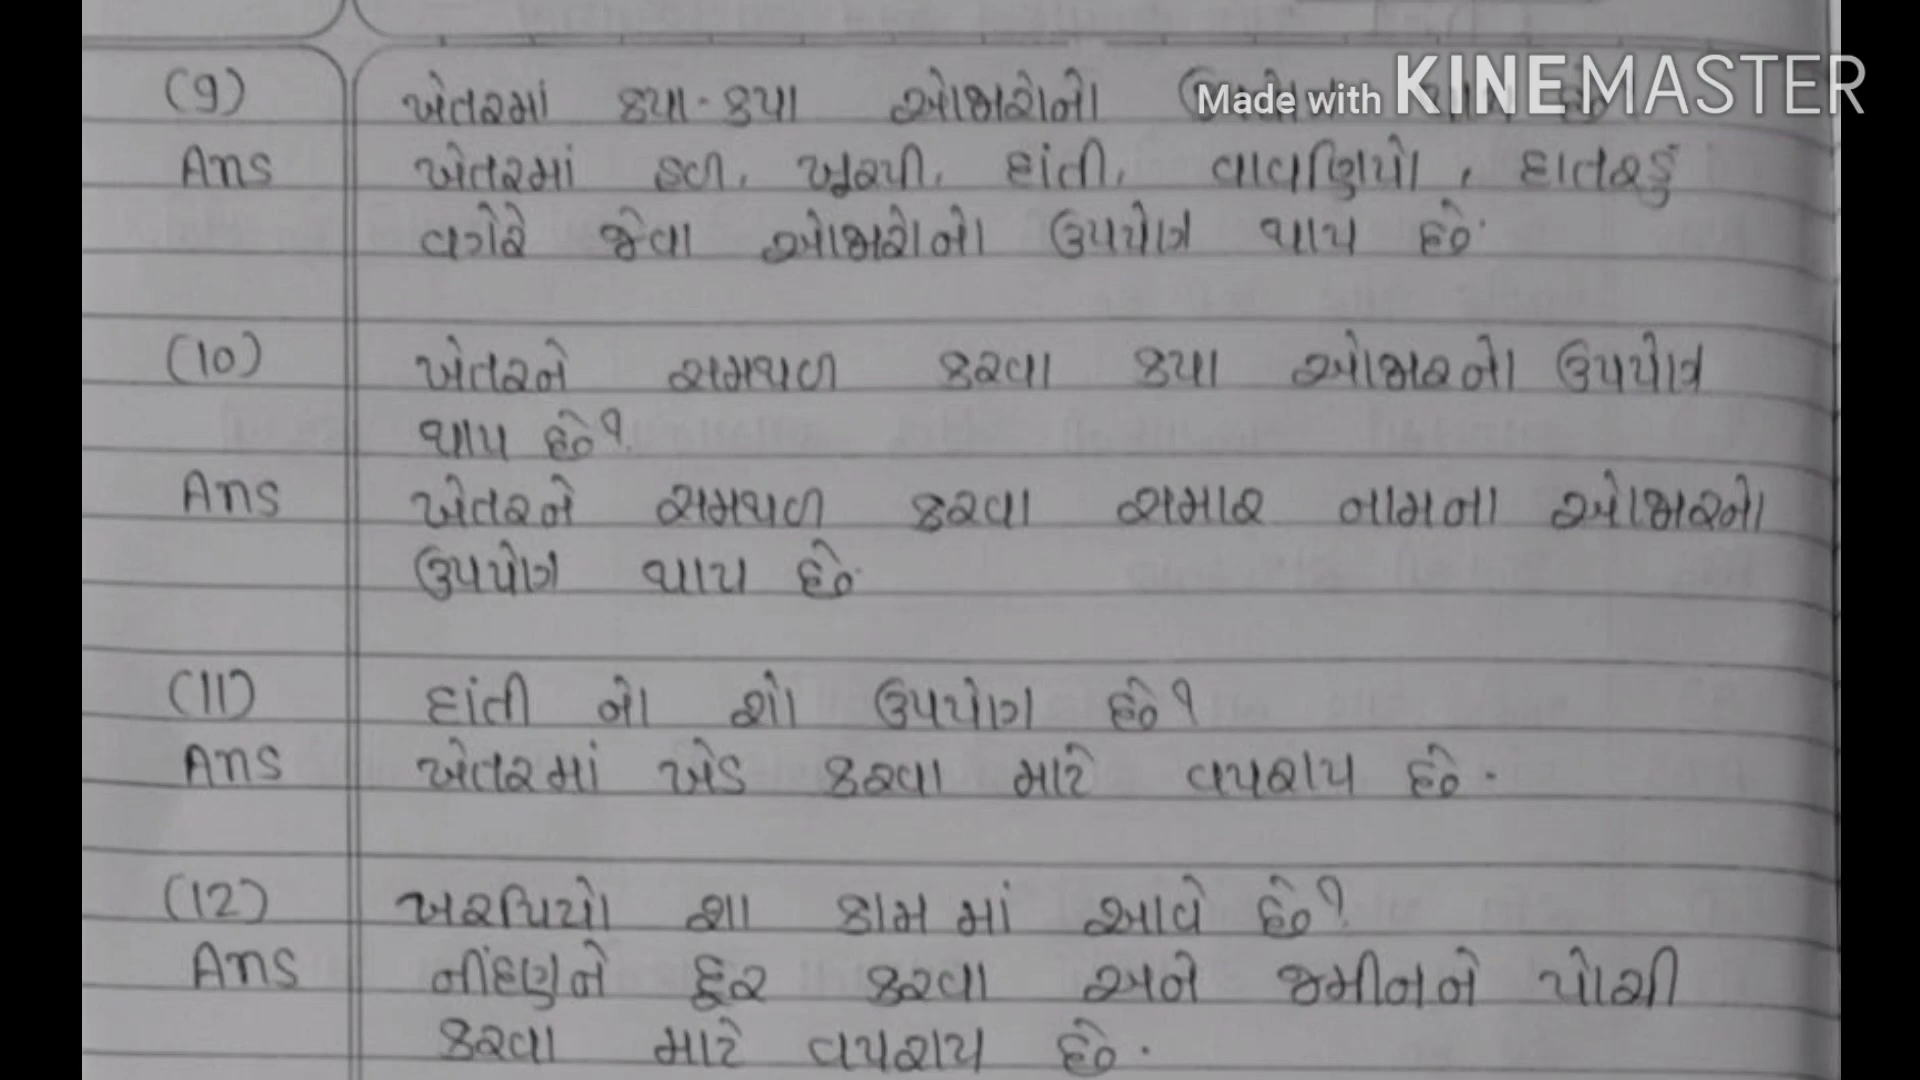 (9) ખેતરમાં કયા-કયા ઓજારોનો
Made with KINEMASTER
Ans ખેતરમાં હળ, ખુરપી, દાંતી, વાવણિયો, દાતરડું
વગેરે જેવા ઓજારોનો ઉપયોગ થાય છે.
(10) ખેતરને સમથળ કરવા કયા ઓજારનો ઉપયોગ
થાય છે?
Ans ખેતરને સમથળ કરવા સમાર નામના ઓજારનો
ઉપયોગ થાય છે.
(11) દાંતી નો શો ઉપયોગ છે?
Ans ખેતરમાં ખેડ કરવા માટે વપરાય છે.
(12) ખરપિયો શા કામ માં આવે છે?
Ans નીંદણને દુર કરવા અને જમીનને પોચી
કરવા માટે વપરાય છે.